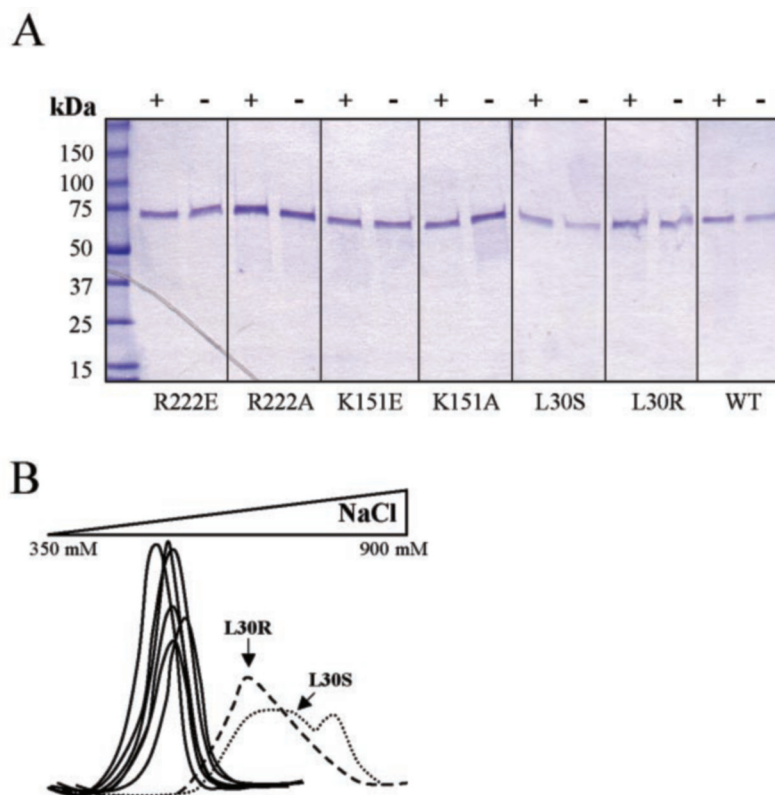 A
kDa + - + - + - + - + - + - + -
150
100
75
50
37
25
15
R222E R222A K151E K151A L30S L30R WT
B
NaCl
350 mM 900 mM
L30R
L30S